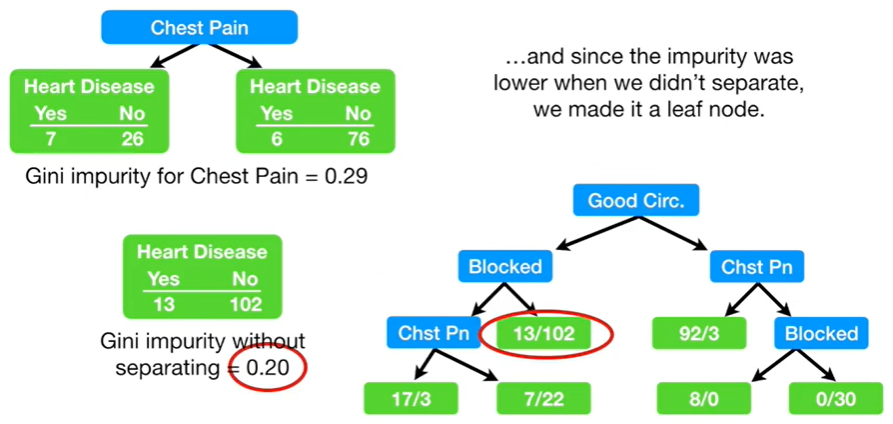 Chest Pain
Heart Disease
Yes No
7 26
Heart Disease
Yes No
6 76
Gini impurity for Chest Pain = 0.29
…and since the impurity was
lower when we didn't separate,
we made it a leaf node.
Heart Disease
Yes No
13 102
Gini impurity without
separating = 0.20
Good Circ.
Blocked
Chst Pn
Chst Pn
13/102
92/3
Blocked
17/3
7/22
8/0
0/30